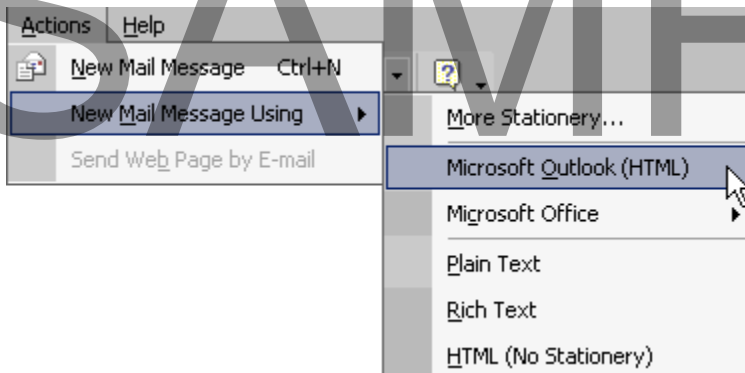 Actions Help
New Mail Message Ctrl+N
New Mail Message Using
Send Web Page by E-mail
More Stationery...
Microsoft Outlook (HTML)
Microsoft Office
Plain Text
Rich Text
HTML (No Stationery)